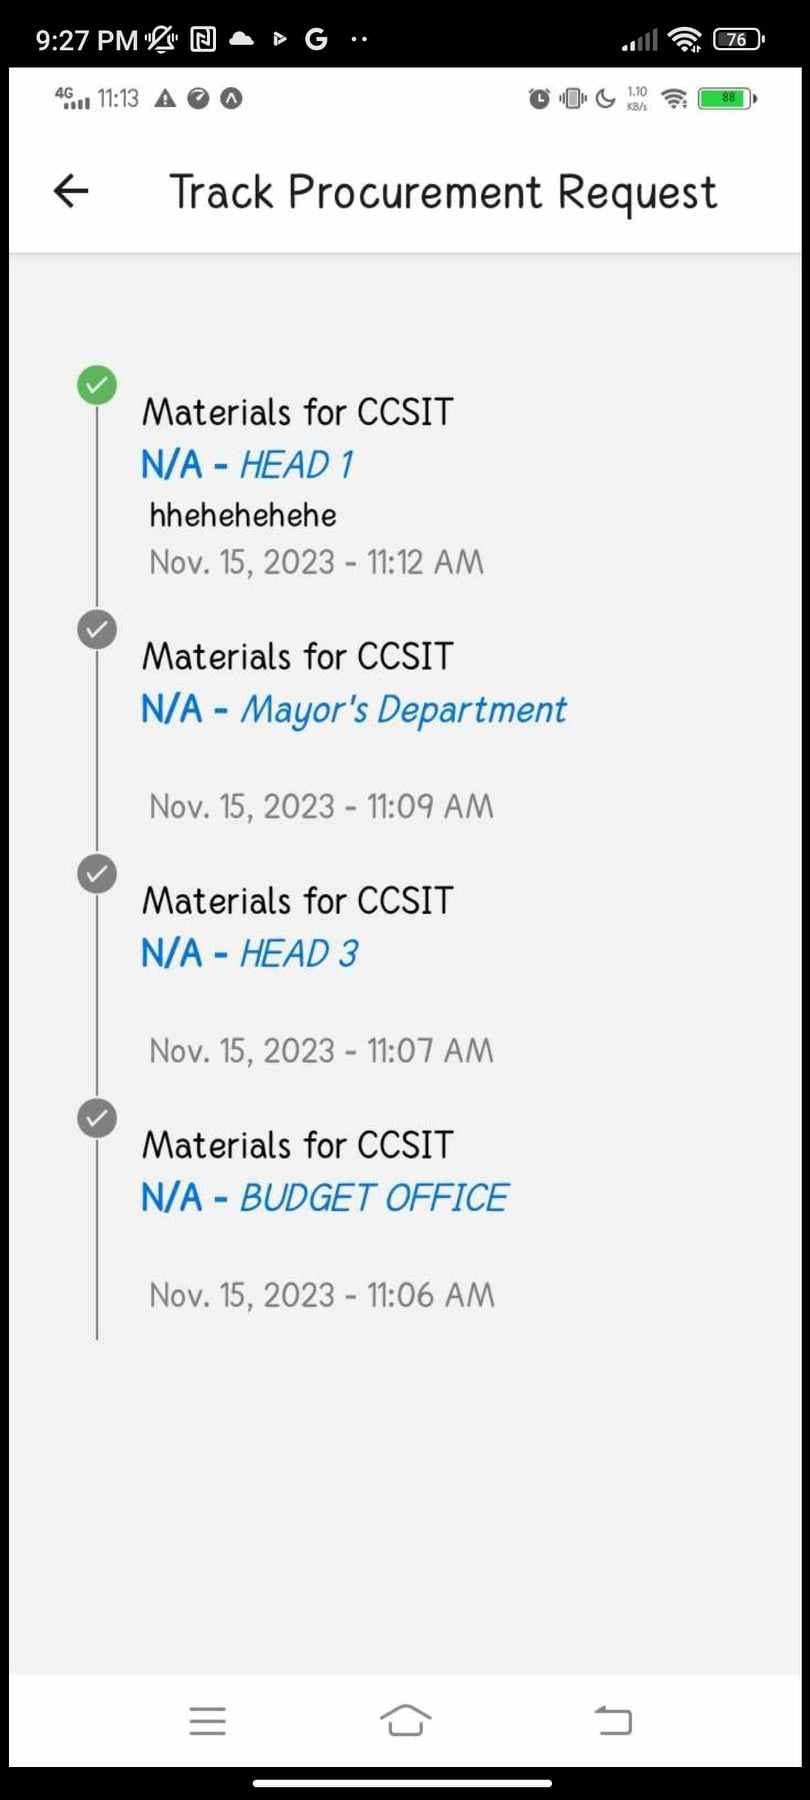 9:27 PM
76
4G 11:13
1.10 KB/s
88
Track Procurement Request
Materials for CCSIT
N/A - HEAD 1
hhehehehehe
Nov. 15, 2023 - 11:12 AM
Materials for CCSIT
N/A - Mayor's Department
Nov. 15, 2023 - 11:09 AM
Materials for CCSIT
N/A - HEAD 3
Nov. 15, 2023 - 11:07 AM
Materials for CCSIT
N/A - BUDGET OFFICE
Nov. 15, 2023 - 11:06 AM